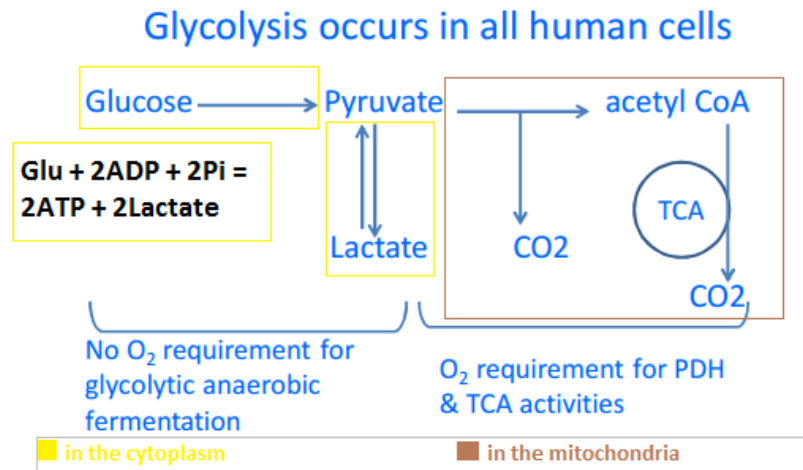 Glycolysis occurs in all human cells
Glucose
Pyruvate
acetyl CoA
Glu + 2ADP + 2Pi =
2ATP + 2Lactate
TCA
Lactate
CO2
CO2
No O₂ requirement for
glycolytic anaerobic
fermentation
O₂ requirement for PDH
& TCA activities
in the cytoplasm
in the mitochondria